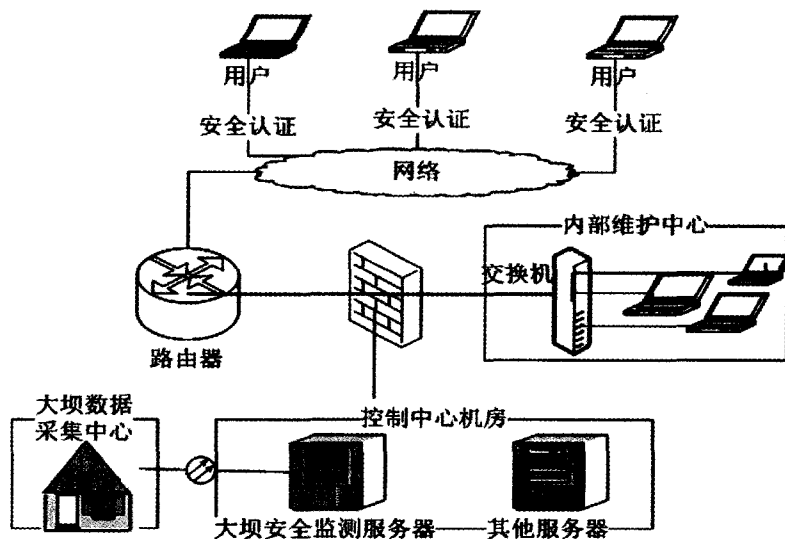 用户
用户
用户
安全认证
安全认证
安全认证
网络
内部维护中心
交换机
路由器
大坝数据
采集中心
控制中心机房
大坝安全监测服务器
其他服务器